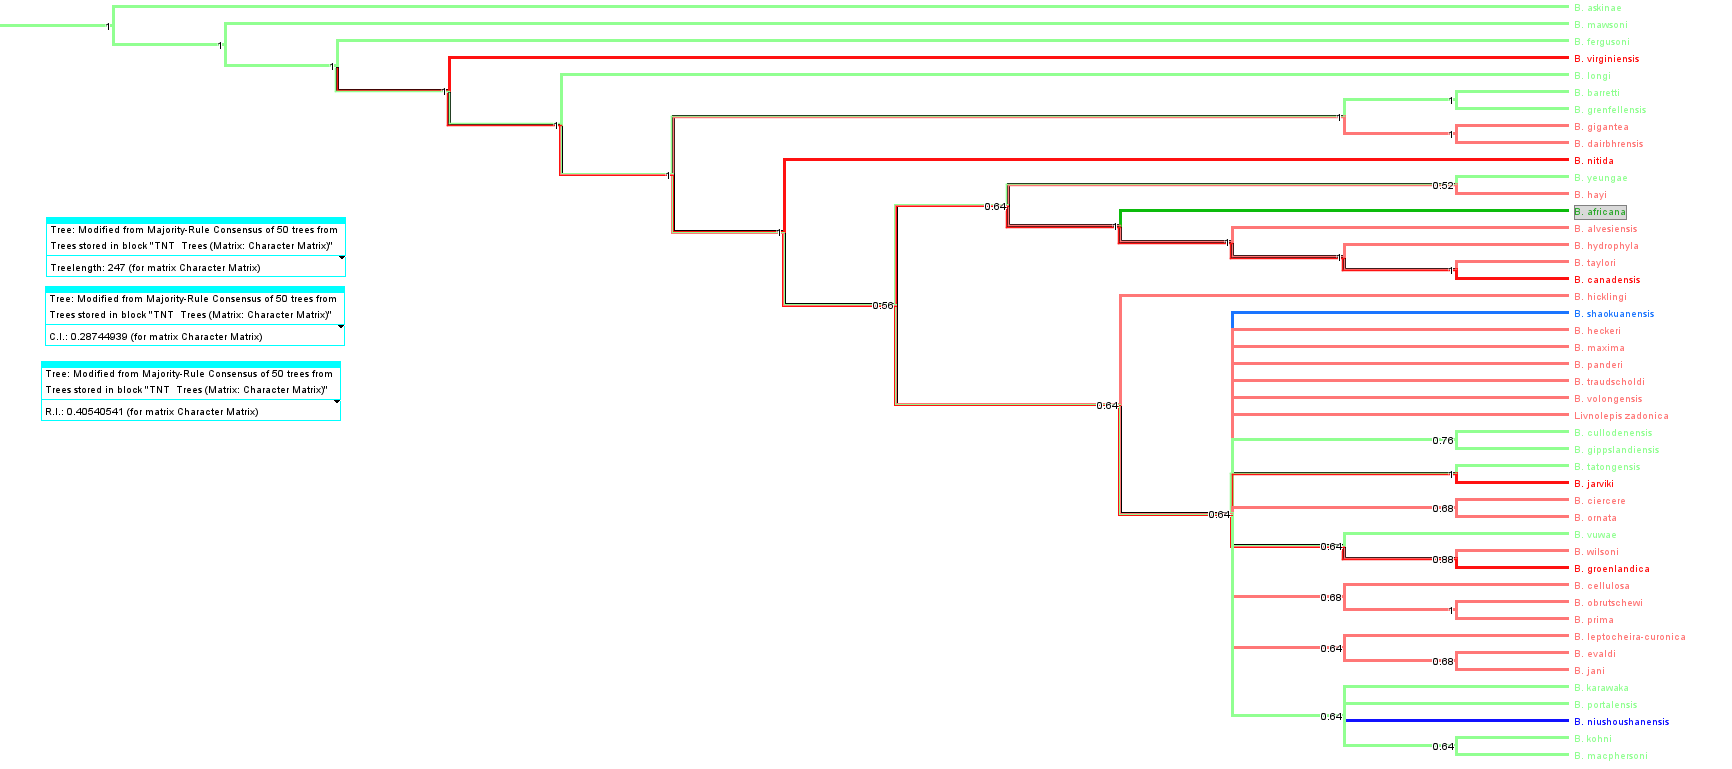 B. askinae
1
B. mawsoni
1
B. fergusoni
1
B. virginiensis
1
B. longi
1
B. barretti
1
B. grenfellensis
1
B. gigantea
1
B. dairbhrensis
1
B. nitida
B. yeungae
0.52
B. hayi
0.64
B. africana
1
B. alvesiensis
1
1
B. hydrophyla
1
B. taylori
1
B. canadensis
B. hicklingi
0.56
B. shaokuanensis
B. heckeri
B. maxima
B. panderi
B. traudscholdi
B. volongensis
0.64
Livnolepis zadonica
B. cullodenensis
0.76
B. gippslandiensis
B. tatongensis
1
B. jarviki
B. ciercere
0.68
B. ornata
0.64
B. vuwae
0.64
B. wilsoni
0.88
B. groenlandica
B. cellulosa
0.68
B. obrutschewi
1
B. prima
B. leptocheira-curonica
0.64
B. evaldi
0.68
B. jani
B. karawaka
B. portalensis
0.64
B. niushoushanensis
B. kohni
0.64
B. macphersoni
Tree: Modified from Majority-Rule Consensus of 50 trees from
Trees stored in block "TNT Trees (Matrix: Character Matrix)"
Treelength: 247 (for matrix Character Matrix)
Tree: Modified from Majority-Rule Consensus of 50 trees from
Trees stored in block "TNT Trees (Matrix: Character Matrix)"
C.I.: 0.28744939 (for matrix Character Matrix)
Tree: Modified from Majority-Rule Consensus of 50 trees from
Trees stored in block "TNT Trees (Matrix: Character Matrix)"
R.I.: 0.40540541 (for matrix Character Matrix)